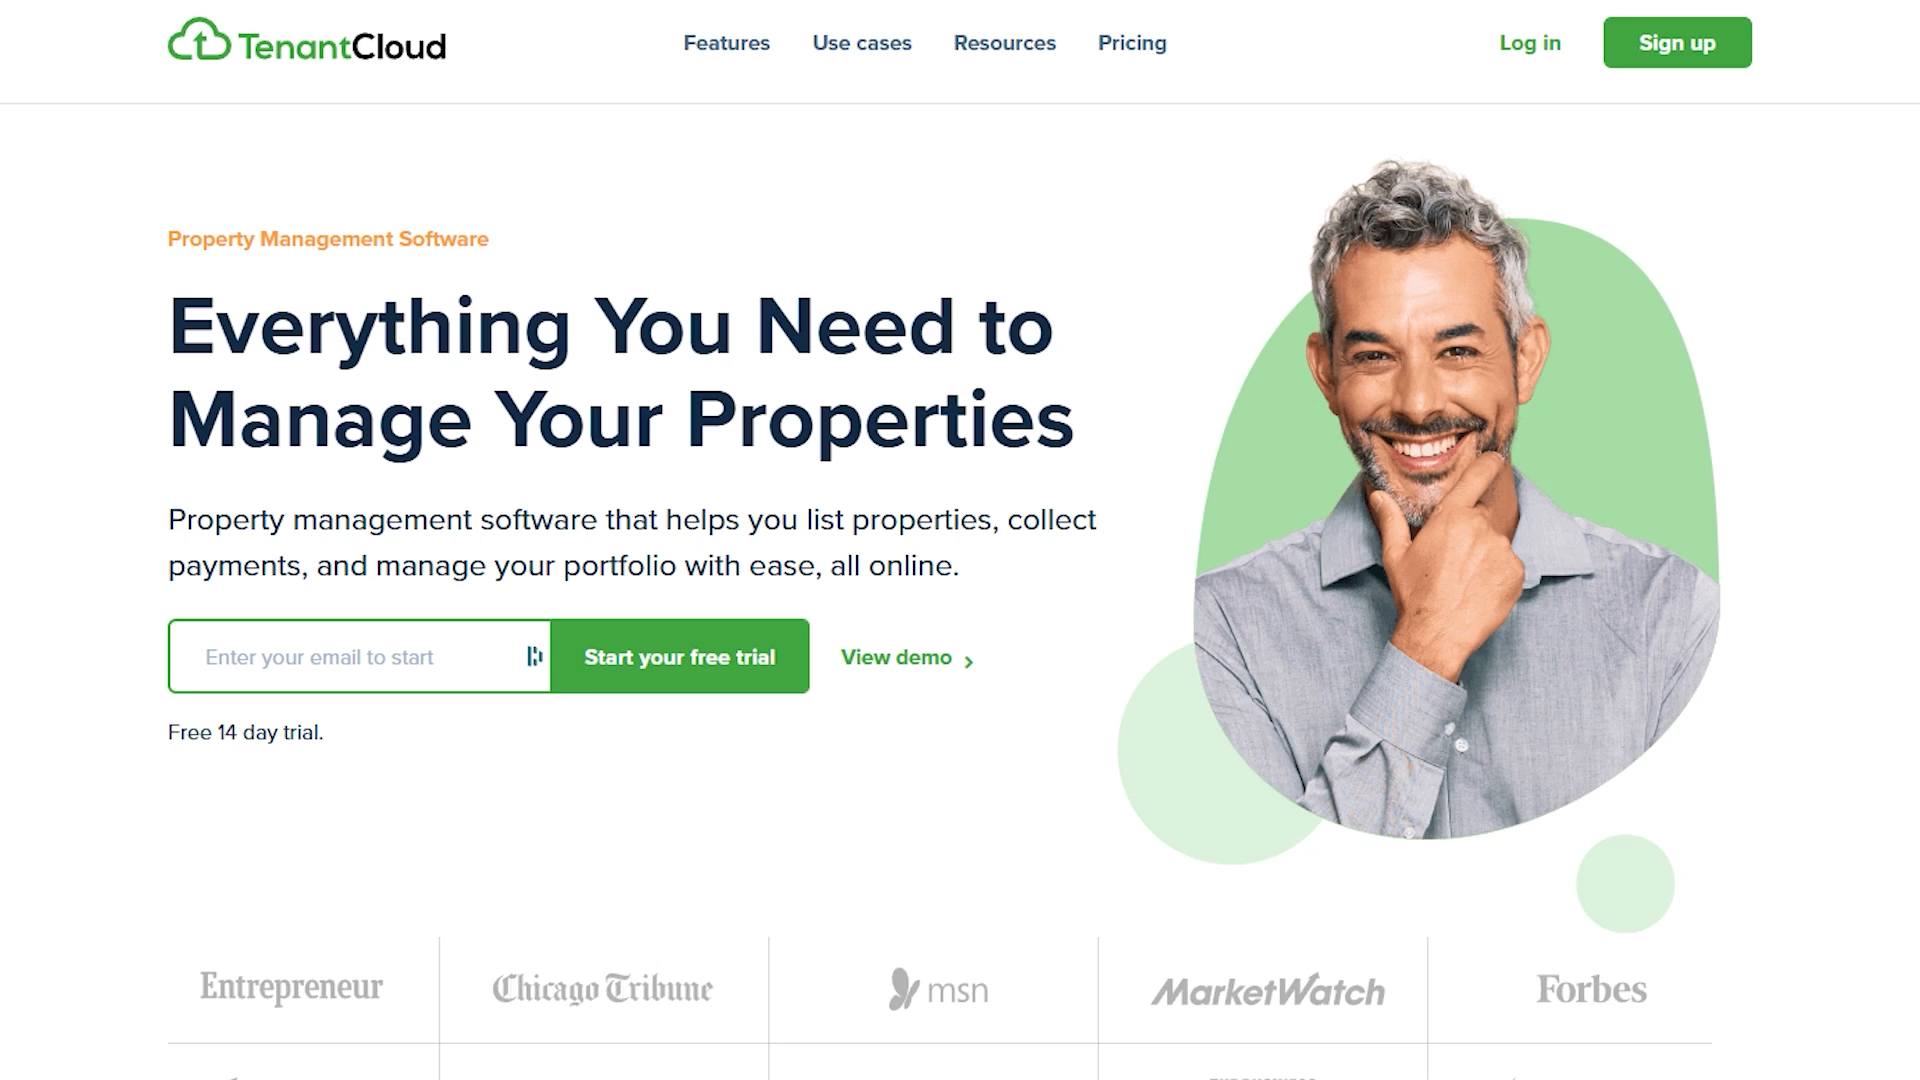 TenantCloud
Features
Use cases
Resources
Pricing
Log in
Sign up
Property Management Software
Everything You Need to
Manage Your Properties
Property management software that helps you list properties, collect
payments, and manage your portfolio with ease, all online.
Enter your email to start
Start your free trial
View demo
Free 14 day trial.
Entrepreneur
Chicago Tribune
msn
MarketWatch
Forbes